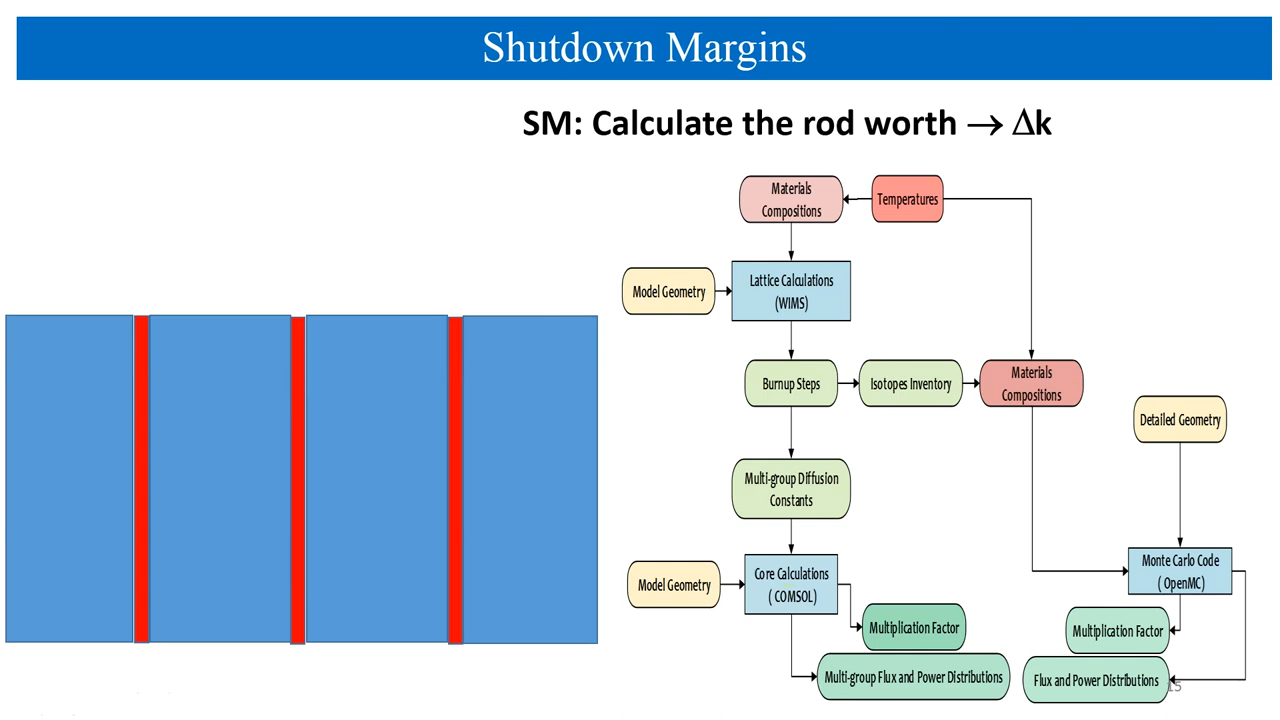 Shutdown Margins
SM: Calculate the rod worth → Δk
Materials
Compositions
Temperatures
Model Geometry
Lattice Calculations
(WIMS)
Burnup Steps
Isotopes Inventory
Materials
Compositions
Detailed Geometry
Multi-group Diffusion
Constants
Model Geometry
Core Calculations
( COMSOL)
Monte Carlo Code
( OpenMC)
Multiplication Factor
Multiplication Factor
Multi-group Flux and Power Distributions
Flux and Power Distributions
15